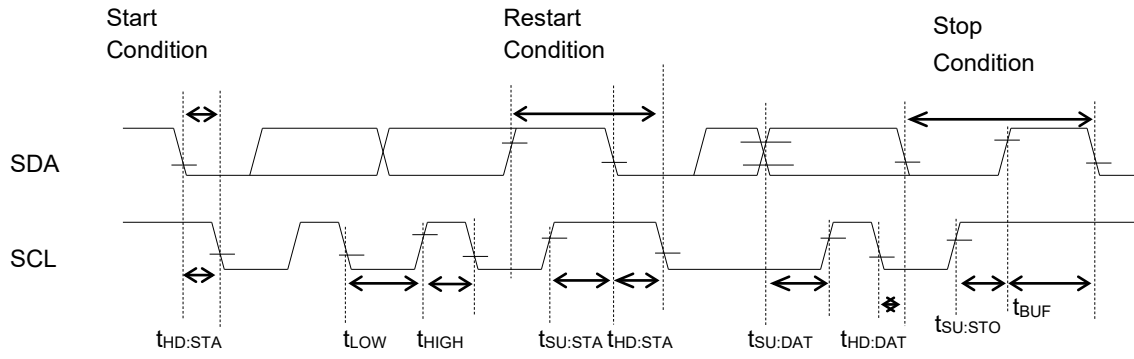 Start
Condition
Restart
Condition
Stop
Condition
SDA
SCL
tHD:STA
tLOW
tHIGH
tSU:STA
tHD:STA
tSU:DAT
tHD:DAT
tSU:STO
tBUF